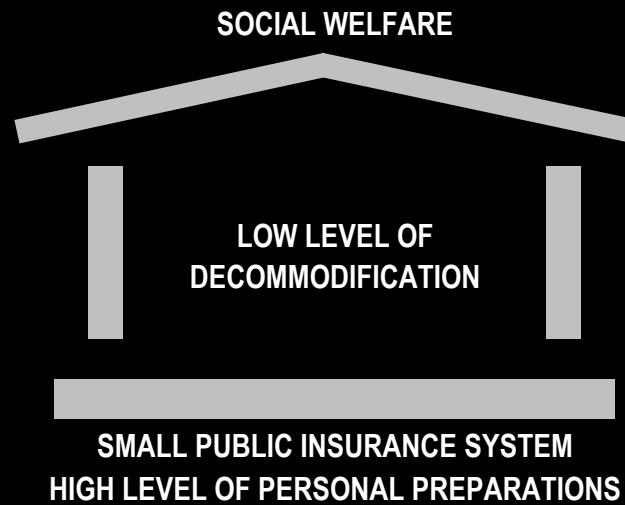 SOCIAL WELFARE
LOW LEVEL OF
DECOMMODIFICATION
SMALL PUBLIC INSURANCE SYSTEM
HIGH LEVEL OF PERSONAL PREPARATIONS